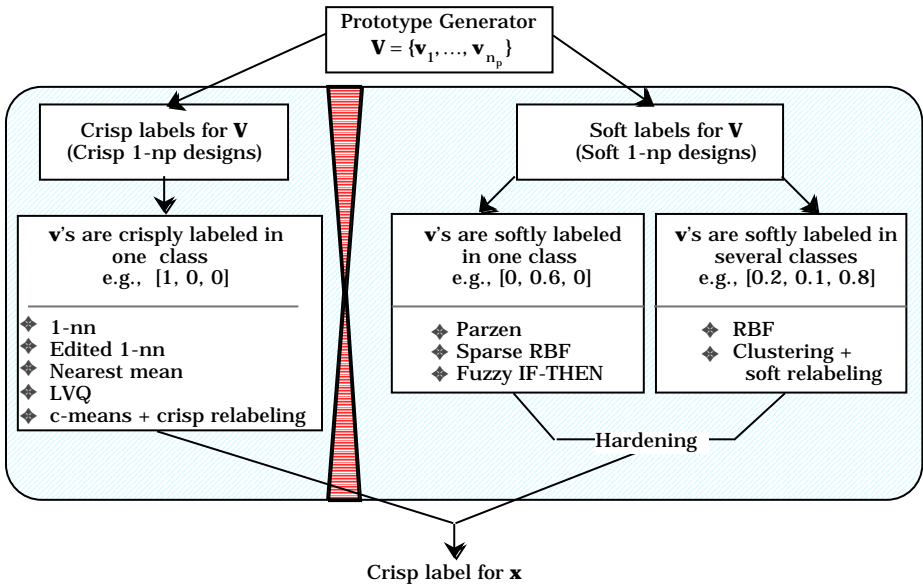 Prototype Generator
V = {v1,..., vnp}
Crisp labels for V
(Crisp 1-np designs)
Soft labels for V
(Soft 1-np designs)
v's are crisply labeled in
one class
e.g., [1, 0, 0]
1-nn
Edited 1-nn
Nearest mean
LVQ
c-means + crisp relabeling
v's are softly labeled
in one class
e.g., [0, 0.6, 0]
Parzen
Sparse RBF
Fuzzy IF-THEN
v's are softly labeled in
several classes
e.g., [0.2, 0.1, 0.8]
RBF
Clustering +
soft relabeling
Hardening
Crisp label for x